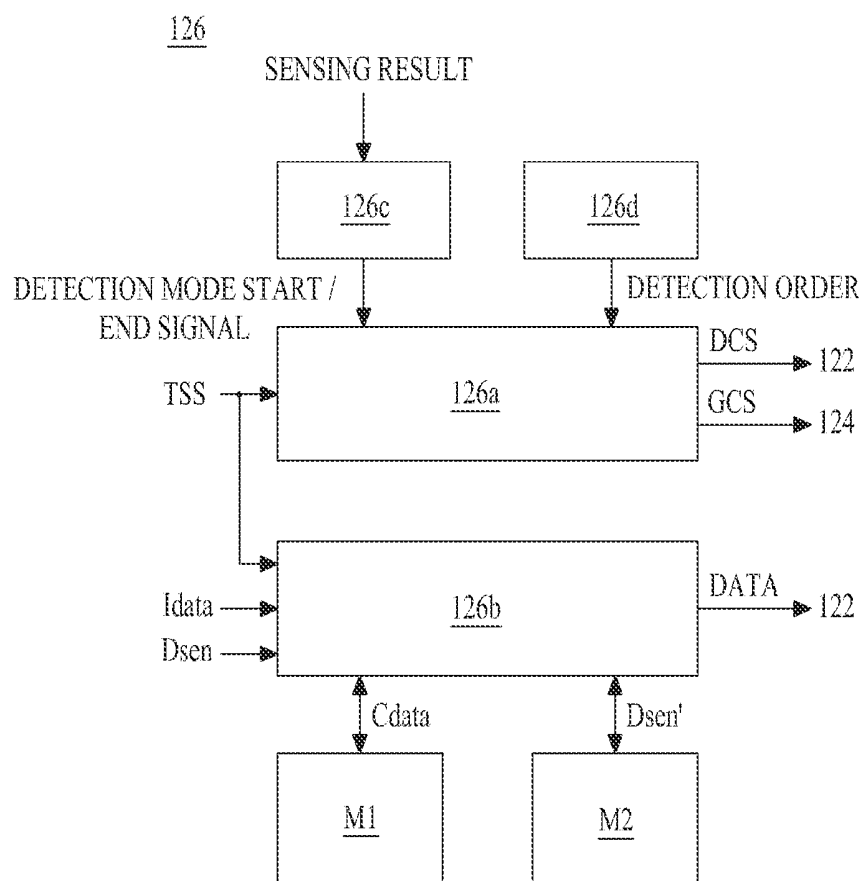 126
SENSING RESULT
126c
126d
DETECTION MODE START /
END SIGNAL
DETECTION ORDER
TSS
126a
DCS
122
GCS
124
Idata
Dsen
126b
DATA
122
Cdata
Dsen'
M1
M2